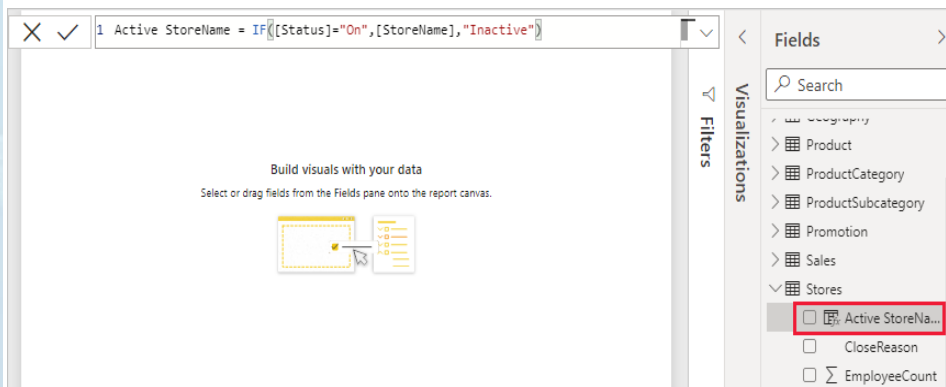 1 Active StoreName = IF([Status]="On",[StoreName],"Inactive")
Build visuals with your data
Select or drag fields from the Fields pane onto the report canvas.
Filters
Visualizations
Fields
Search
Geography
Product
ProductCategory
ProductSubcategory
Promotion
Sales
Stores
Active StoreNa...
CloseReason
EmployeeCount